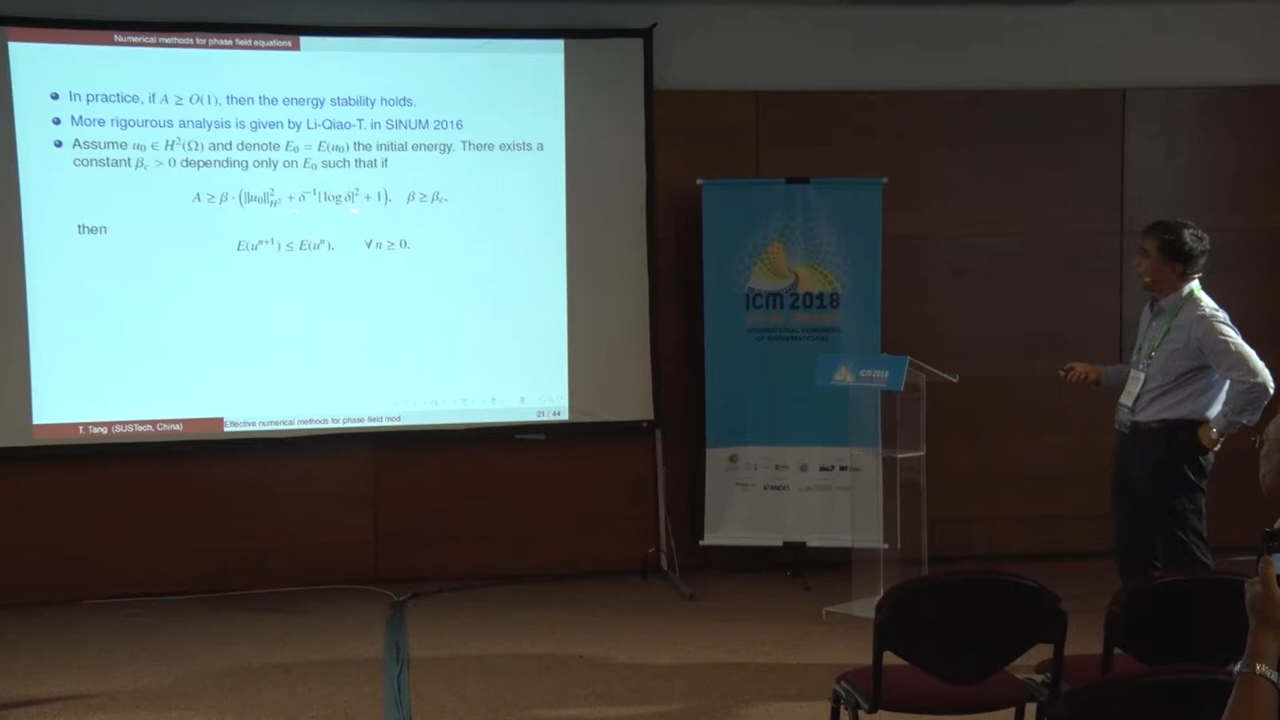 Numerical methods for phase field equations
In practice, if A ≥ O(1), then the energy stability holds.
More rigourous analysis is given by Li-Qiao-T. in SINUM 2016
Assume u₀ ∈ H²(Ω) and denote E₀ = E(u₀) the initial energy. There exists a
constant β_c > 0 depending only on E₀ such that if
A ≥ β · (‖u₀‖²_{H²} + δ⁻¹|log δ|² + 1), β ≥ β_c,
then
E(uⁿ⁺¹) ≤ E(uⁿ), ∀ n ≥ 0.
21 / 44
T. Tang (SUSTech, China)
Effective numerical methods for phase-field mod
ICM 2018
INTERNATIONAL CONGRESS
OF MATHEMATICIANS
ICM 2018